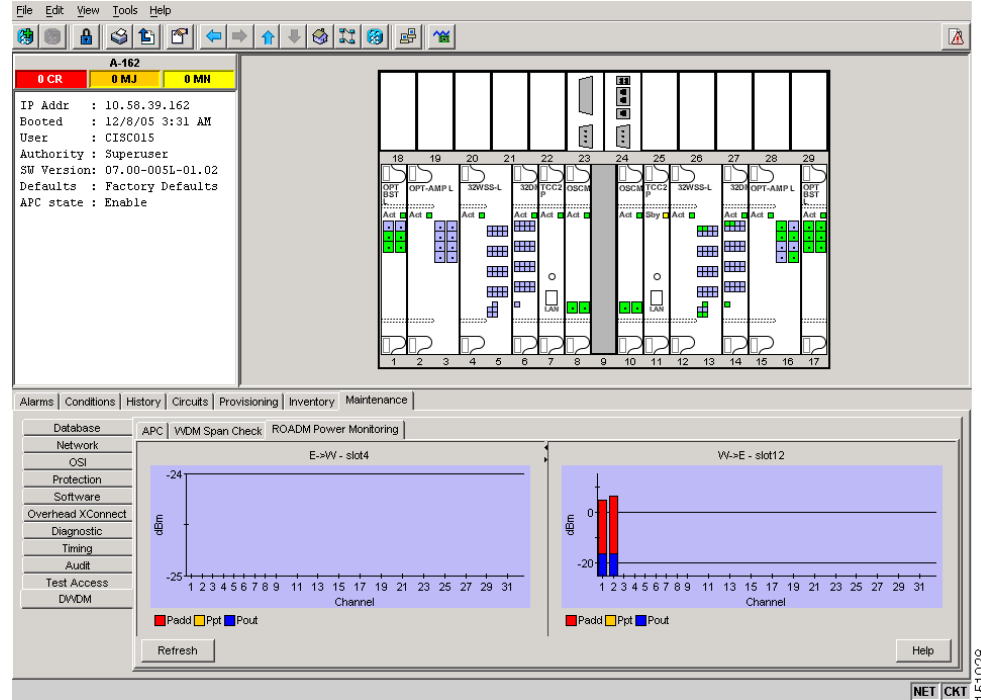 File Edit View Tools Help
A-162
0 CR 0 MJ 0 MN
IP Addr : 10.58.39.162
Booted : 12/8/05 3:31 AM
User : CISCO15
Authority : Superuser
SW Version: 07.00-005L-01.02
Defaults : Factory Defaults
APC state : Enable
18 19 20 21 22 23 24 25 26 27 28 29
OPT BST L OPT-AMP L 32WSS-L 32D TCC2 P OSCM OSCM TCC2 P 32WSS-L 32D OPT-AMP L OPT BST L
Act Act Act Act Act Act Act Sby Act Act Act Act
LAN LAN
1 2 3 4 5 6 7 8 9 10 11 12 13 14 15 16 17
Alarms Conditions History Circuits Provisioning Inventory Maintenance
Database
Network
OSI
Protection
Software
Overhead XConnect
Diagnostic
Timing
Audit
Test Access
DWDM
APC WDM Span Check ROADM Power Monitoring
E->W - slot4
-24
dBm
-25
1 2 3 4 5 6 7 8 9 11 13 15 17 19 21 23 25 27 29 31
Channel
Padd Ppt Pout
W->E - slot12
0
dBm
-20
1 2 3 4 5 6 7 8 9 11 13 15 17 19 21 23 25 27 29 31
Channel
Padd Ppt Pout
Refresh Help
NET CKT